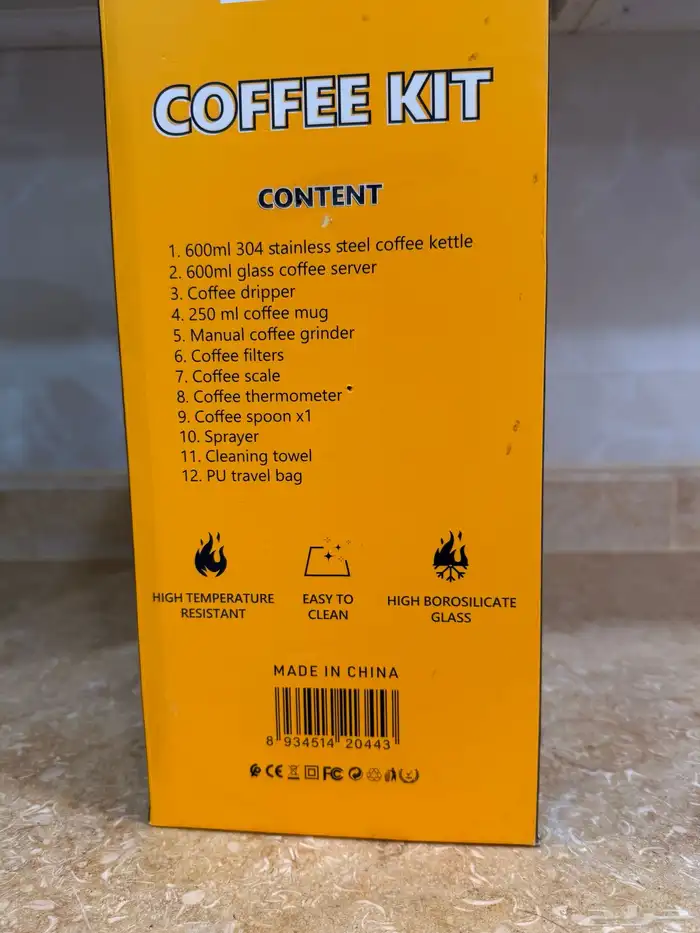 COFFEE KIT
CONTENT
1. 600ml 304 stainless steel coffee kettle
2. 600ml glass coffee server
3. Coffee dripper
4. 250 ml coffee mug
5. Manual coffee grinder
6. Coffee filters
7. Coffee scale
8. Coffee thermometer
9. Coffee spoon x1
10. Sprayer
11. Cleaning towel
12. PU travel bag
HIGH TEMPERATURE
RESISTANT
EASY TO
CLEAN
HIGH BOROSILICATE
GLASS
MADE IN CHINA
8 934514 20443
CE FC